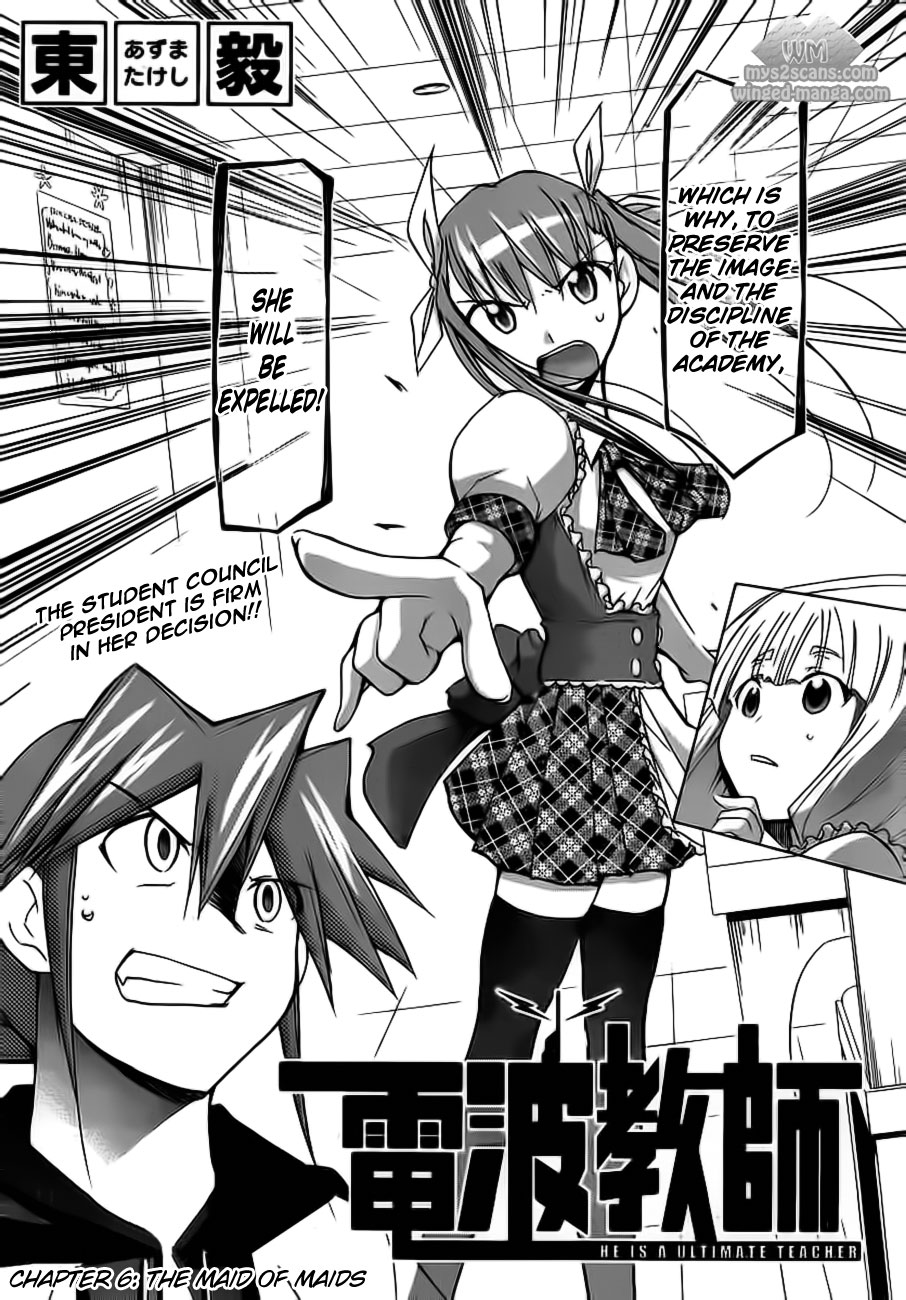 東
あずま
たけし
毅
WM
mys2scans.com
winged-manga.com
WHICH IS
WHY, TO
PRESERVE
THE IMAGE
AND THE
DISCIPLINE
OF THE
ACADEMY,
SHE
WILL
BE
EXPELLED!
THE STUDENT COUNCIL
PRESIDENT IS FIRM
IN HER DECISION!!
電波教師
HE IS A ULTIMATE TEACHER
CHAPTER 6: THE MAID OF MAIDS